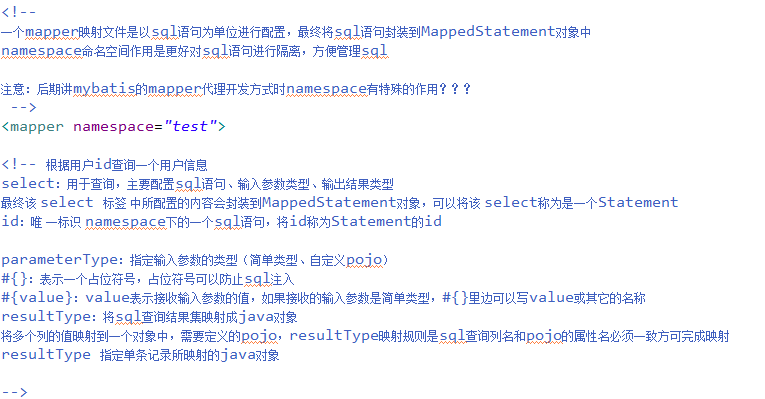 <!--
一个mapper映射文件是以sql语句为单位进行配置，最终将sql语句封装到MappedStatement对象中
namespace命名空间作用是更好对sql语句进行隔离，方便管理sql
注意：后期讲mybatis的mapper代理开发方式时namespace有特殊的作用？？？
-->
<mapper namespace="test">
<!-- 根据用户id查询一个用户信息
select：用于查询，主要配置sql语句、输入参数类型、输出结果类型
最终该 select 标签 中所配置的内容会封装到MappedStatement对象，可以将该 select称为是一个Statement
id：唯 一标识 namespace下的一个sql语句，将id称为Statement的id
parameterType：指定输入参数的类型（简单类型、自定义pojo）
#{}：表示一个占位符号，占位符号可以防止sql注入
#{value}：value表示接收输入参数的值，如果接收的输入参数是简单类型，#{}里边可以写value或其它的名称
resultType：将sql查询结果集映射成java对象
将多个列的值映射到一个对象中，需要定义的pojo，resultType映射规则是sql查询列名和pojo的属性名必须一致方可完成映射
resultType 指定单条记录所映射的java对象
-->